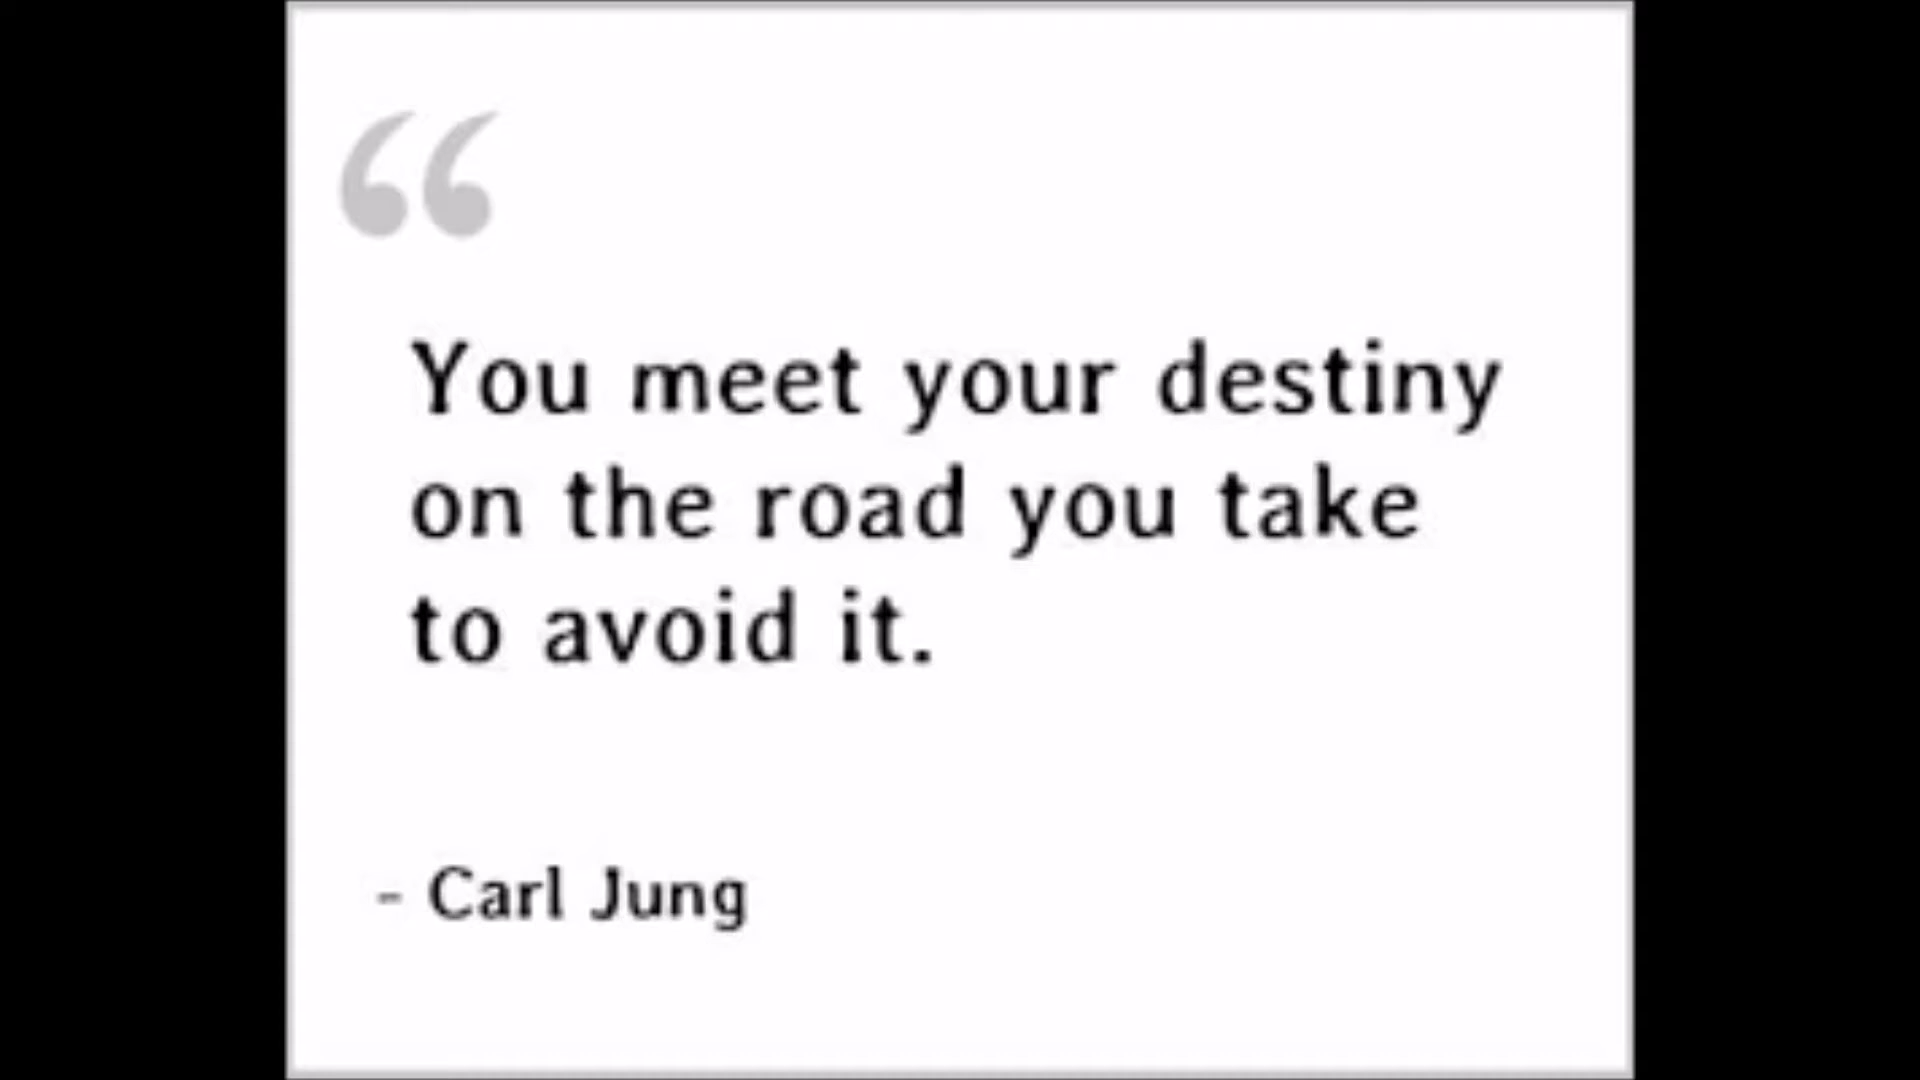 “
You meet your destiny
on the road you take
to avoid it.
- Carl Jung